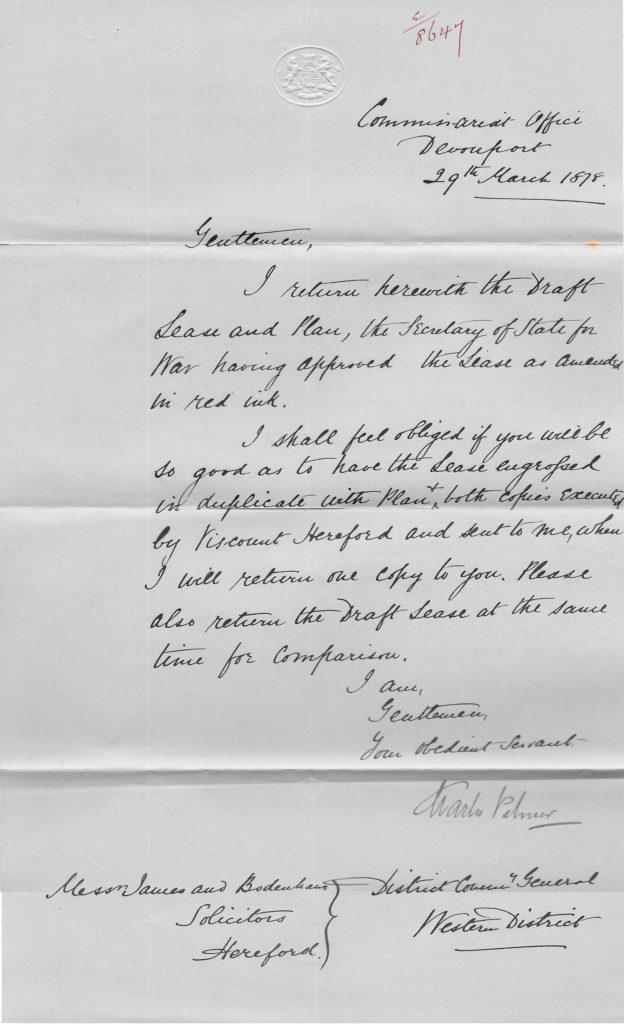 8647
Commissariat Office
Devonport
29th March 1878.
Gentlemen,
I return herewith the Draft
Lease and Plan, the Secretary of State for
War having approved the Lease as amended
in red ink.
I shall feel obliged if you will be
so good as to have the Lease engrossed
in duplicate with Plan & both copies executed
by Viscount Hereford and sent to me, when
I will return one copy to you. Please
also return the Draft Lease at the same
time for comparison.
I am,
Gentlemen,
Your obedient servant.
Charles Palmer
Messrs James and Bodenham
Solicitors
Hereford.
District Commy General
Western District